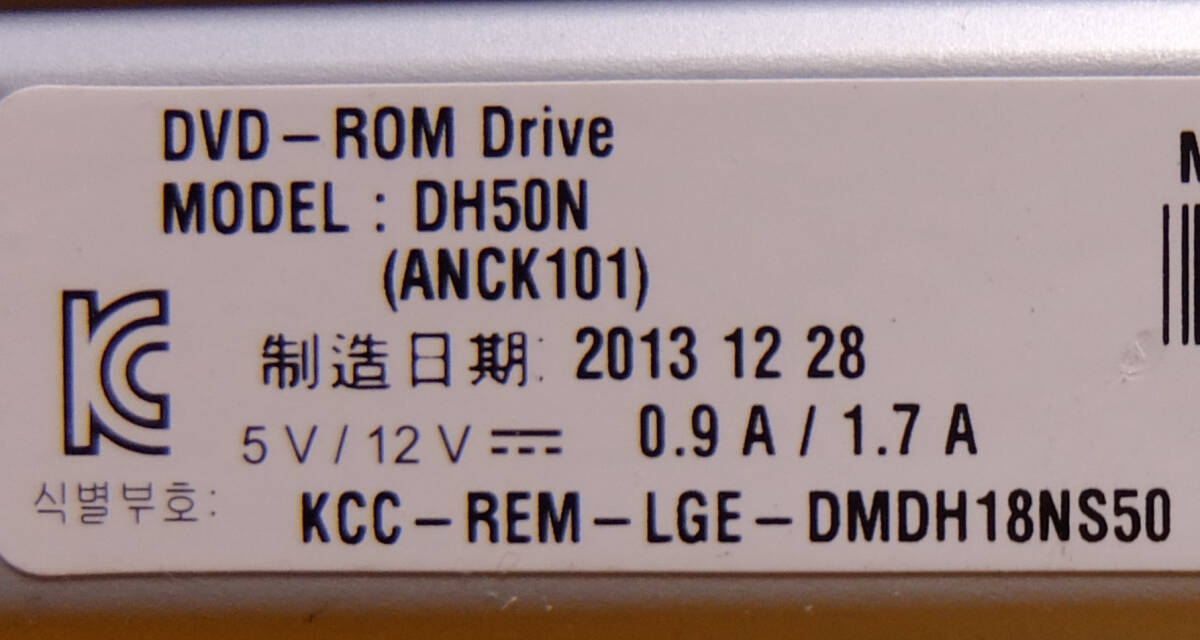 DVD-ROM Drive
MODEL : DH50N
(ANCK101)
KC
制造日期: 2013 12 28
5 V / 12 V ⎓ 0.9 A / 1.7 A
식별부호: KCC-REM-LGE-DMDH18NS50